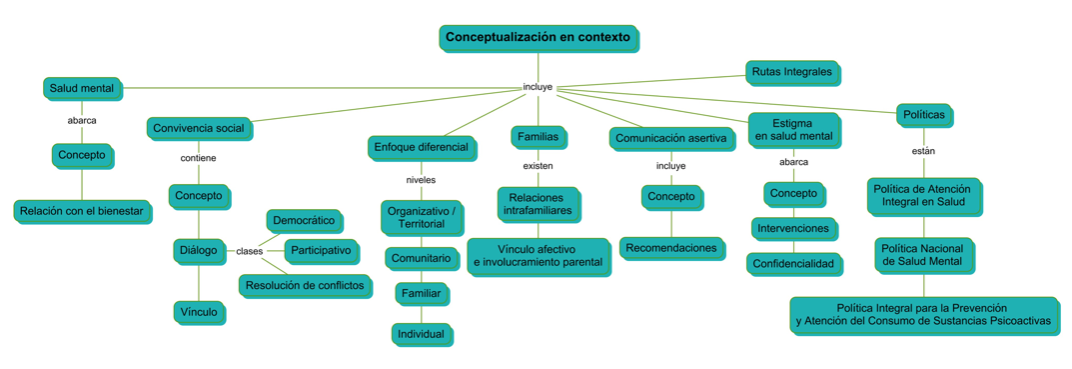 Conceptualización en contexto
incluye
Salud mental
abarca
Concepto
Relación con el bienestar
Convivencia social
contiene
Concepto
Diálogo
clases
Democrático
Participativo
Resolución de conflictos
Vínculo
Enfoque diferencial
niveles
Organizativo /
Territorial
Comunitario
Familiar
Individual
Familias
existen
Relaciones
intrafamiliares
Vínculo afectivo
e involucramiento parental
Comunicación asertiva
incluye
Concepto
Recomendaciones
Estigma
en salud mental
abarca
Concepto
Intervenciones
Confidencialidad
Rutas Integrales
Políticas
están
Política de Atención
Integral en Salud
Política Nacional
de Salud Mental
Política Integral para la Prevención
y Atención del Consumo de Sustancias Psicoactivas